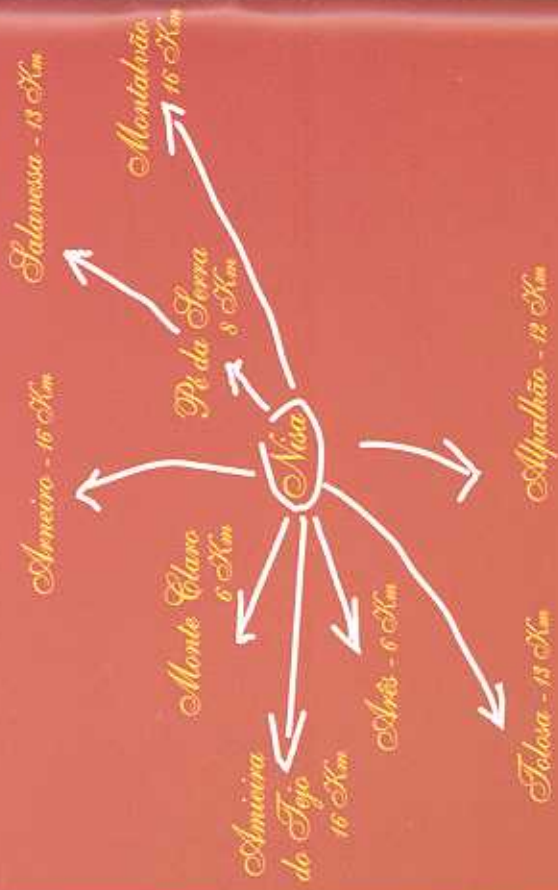 Arneiro - 16 Km
Salavessa - 13 Km
Montalvão
16 Km
Pé da Serra
8 Km
Monte Claro
6 Km
Nisa
Amieira
do Tejo
16 Km
Arês - 6 Km
Tolosa - 13 Km
Alpalhão - 12 Km